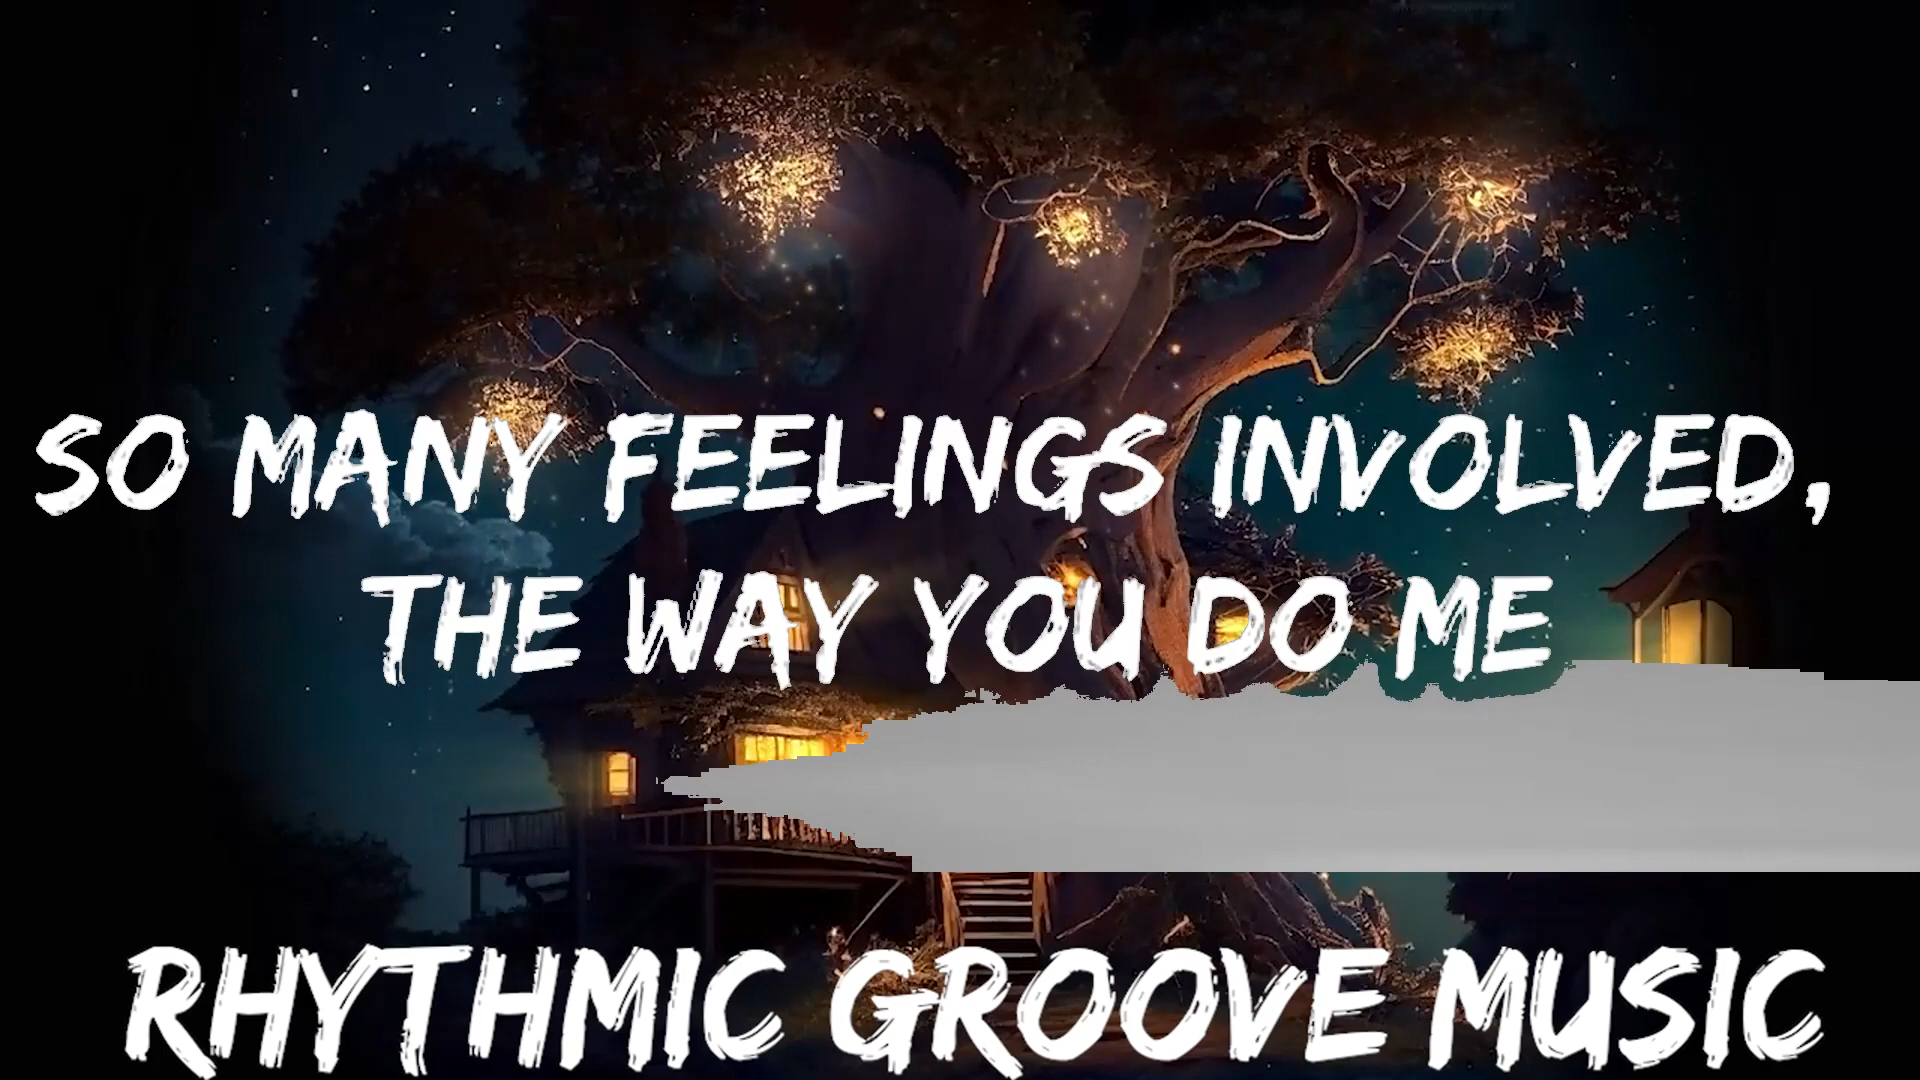 SO MANY FEELINGS INVOLVED,
THE WAY YOU DO ME
RHYTHMIC GROOVE MUSIC